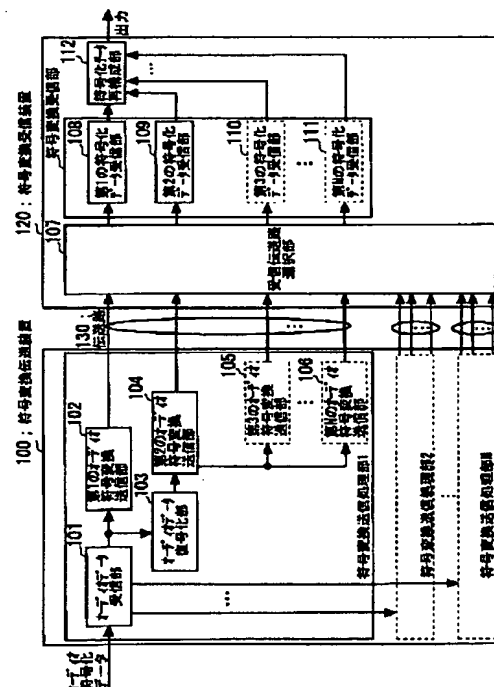 100：符号変換伝送装置
オーディオ
符号化
データ
101
オーディオデータ
受信部
102
第1のオーディオ
符号変換
送信部
103
オーディオデータ
信号化部
104
第2のオーディオ
符号変換
送信部
105
第3のオーディオ
符号変換
送信部
106
第Nのオーディオ
符号変換
送信部
符号変換送信処理部1
符号変換送信処理部2
符号変換送信処理部M
130
伝送路
120：符号変換受信装置
107
受信伝送路
選択部
符号変換受信部
108
第1の符号化
データ受信部
109
第2の符号化
データ受信部
110
第3の符号化
データ受信部
111
第Nの符号化
データ受信部
112
符号化データ
再構成部
出力